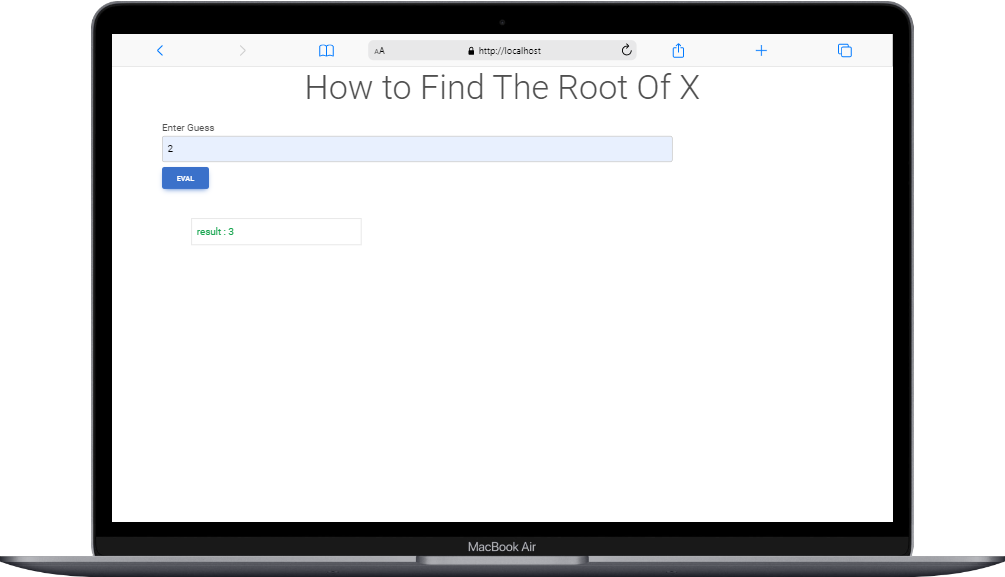 AA http://localhost
How to Find The Root Of X
Enter Guess
2
EVAL
result : 3
MacBook Air